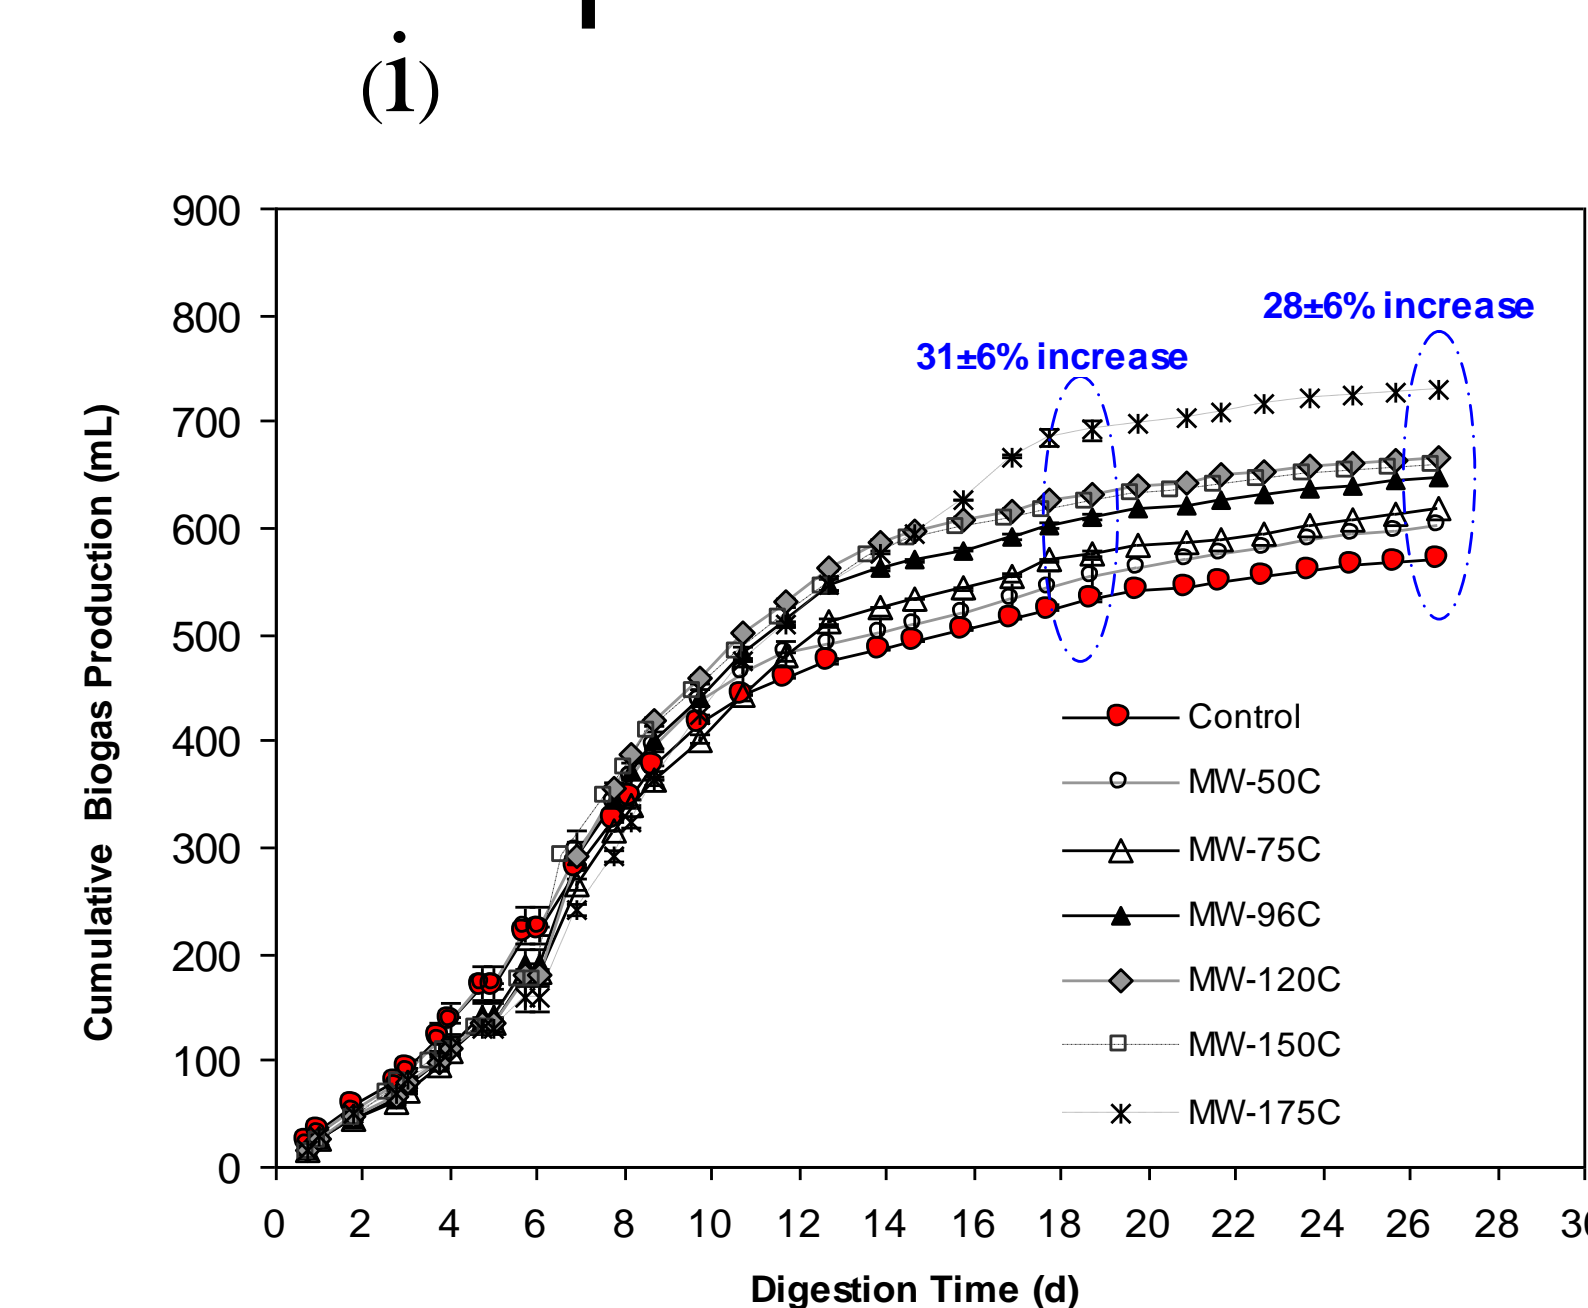 (i)
900
800
700
600
500
400
300
200
100
0
Cumulative Biogas Production (mL)
31±6% increase
28±6% increase
Control
MW-50C
MW-75C
MW-96C
MW-120C
MW-150C
MW-175C
0 2 4 6 8 10 12 14 16 18 20 22 24 26 28
Digestion Time (d)